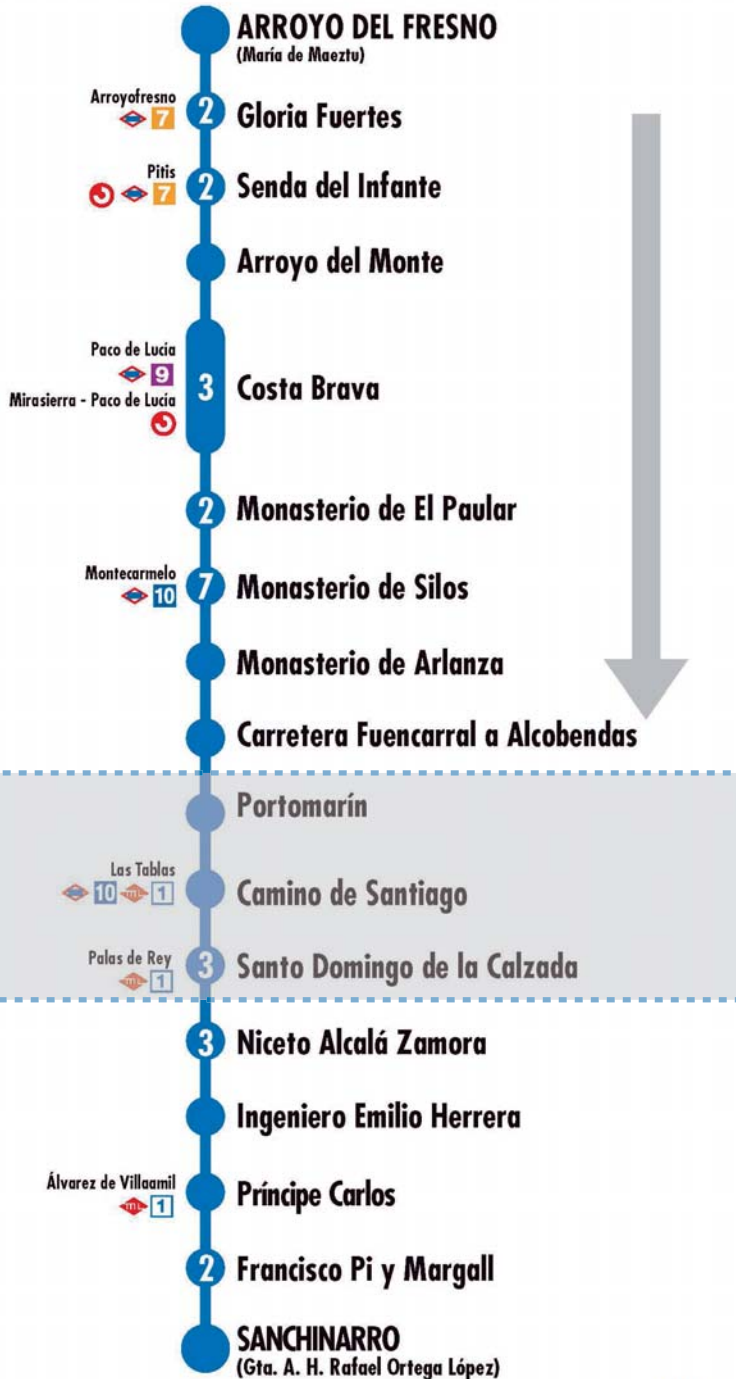 ARROYO DEL FRESNO
(María de Maeztu)
Arroyofresno
7
2
Gloria Fuertes
Pitis
7
2
Senda del Infante
Arroyo del Monte
Paco de Lucía
9
Mirasierra - Paco de Lucía
3
Costa Brava
2
Monasterio de El Paular
Montecarmelo
10
7
Monasterio de Silos
Monasterio de Arlanza
Carretera Fuencarral a Alcobendas
Portomarín
Las Tablas
10 ML 1
Camino de Santiago
Palas de Rey
ML 1
3
Santo Domingo de la Calzada
3
Niceto Alcalá Zamora
Ingeniero Emilio Herrera
Álvarez de Villaamil
ML 1
Príncipe Carlos
2
Francisco Pi y Margall
SANCHINARRO
(Gta. A. H. Rafael Ortega López)